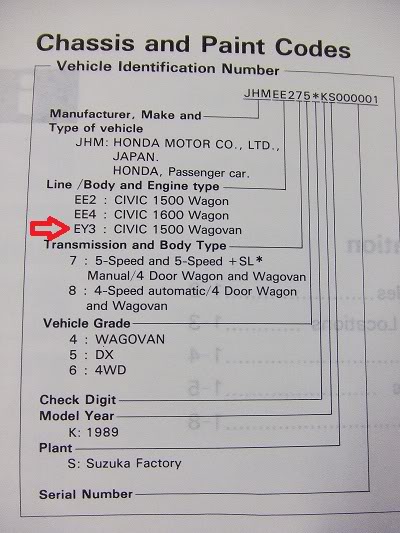 Chassis and Paint Codes
Vehicle Identification Number
JHMEE275*KS000001
Manufacturer, Make and
Type of vehicle
JHM: HONDA MOTOR CO., LTD.,
JAPAN.
HONDA, Passenger car.
Line /Body and Engine type
EE2 : CIVIC 1500 Wagon
EE4 : CIVIC 1600 Wagon
EY3 : CIVIC 1500 Wagovan
Transmission and Body Type
7 : 5-Speed and 5-Speed +SL*
Manual/4 Door Wagon and Wagovan
8 : 4-Speed automatic/4 Door Wagon
and Wagovan
Vehicle Grade
4 : WAGOVAN
5 : DX
6 : 4WD
Check Digit
Model Year
K: 1989
Plant
S: Suzuka Factory
Serial Number